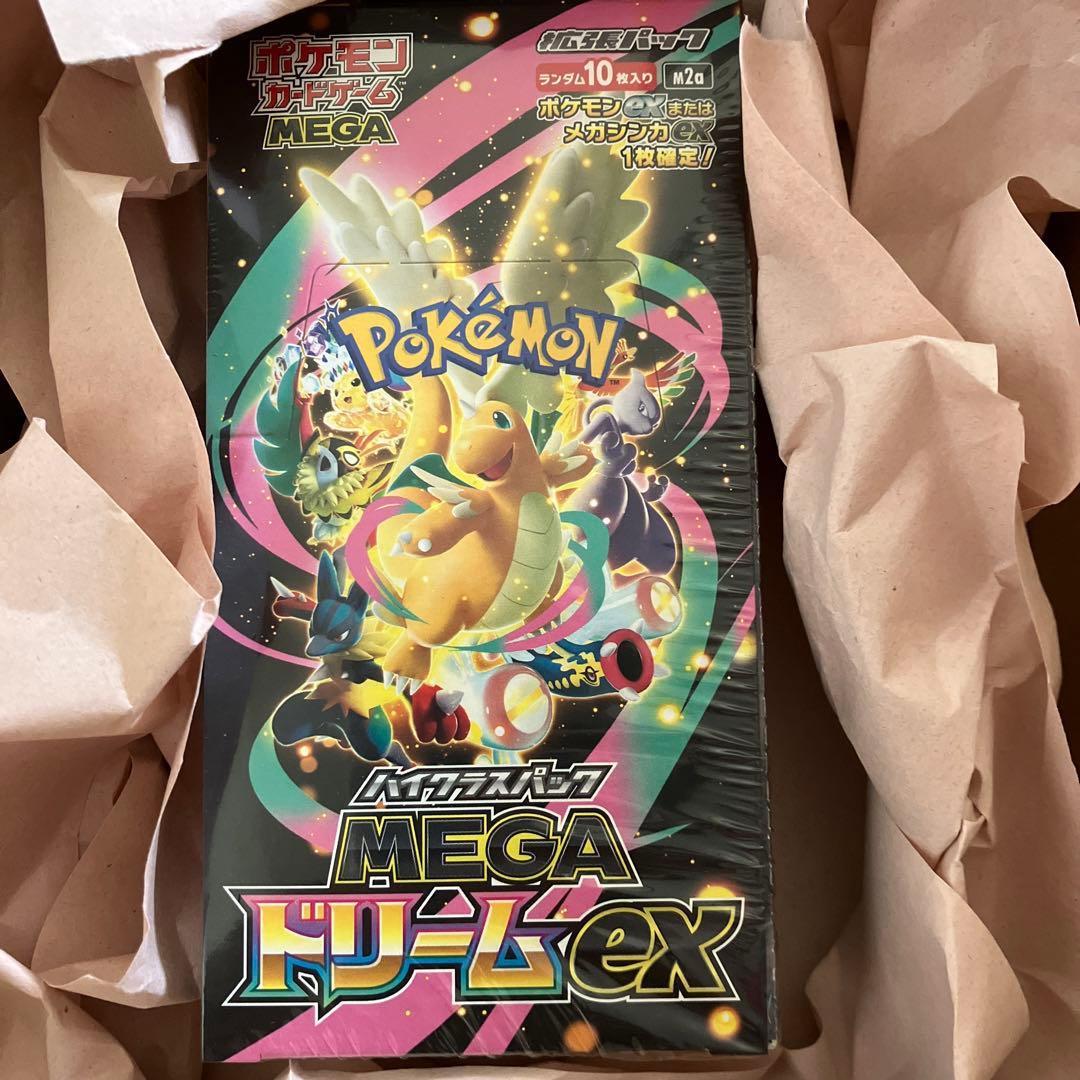 ポケモン
カードゲーム™
MEGA
拡張パック
ランダム10枚入り
M2a
ポケモンexまたは
メガシンカex
1枚確定！
POKéMON™
ハイクラスパック
MEGA
ドリームex